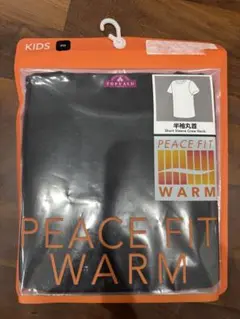 KIDS
TOPVALU
半袖丸首
Short Sleeve Crew Neck
PEACE FIT
WARM
PEACE FIT
WARM